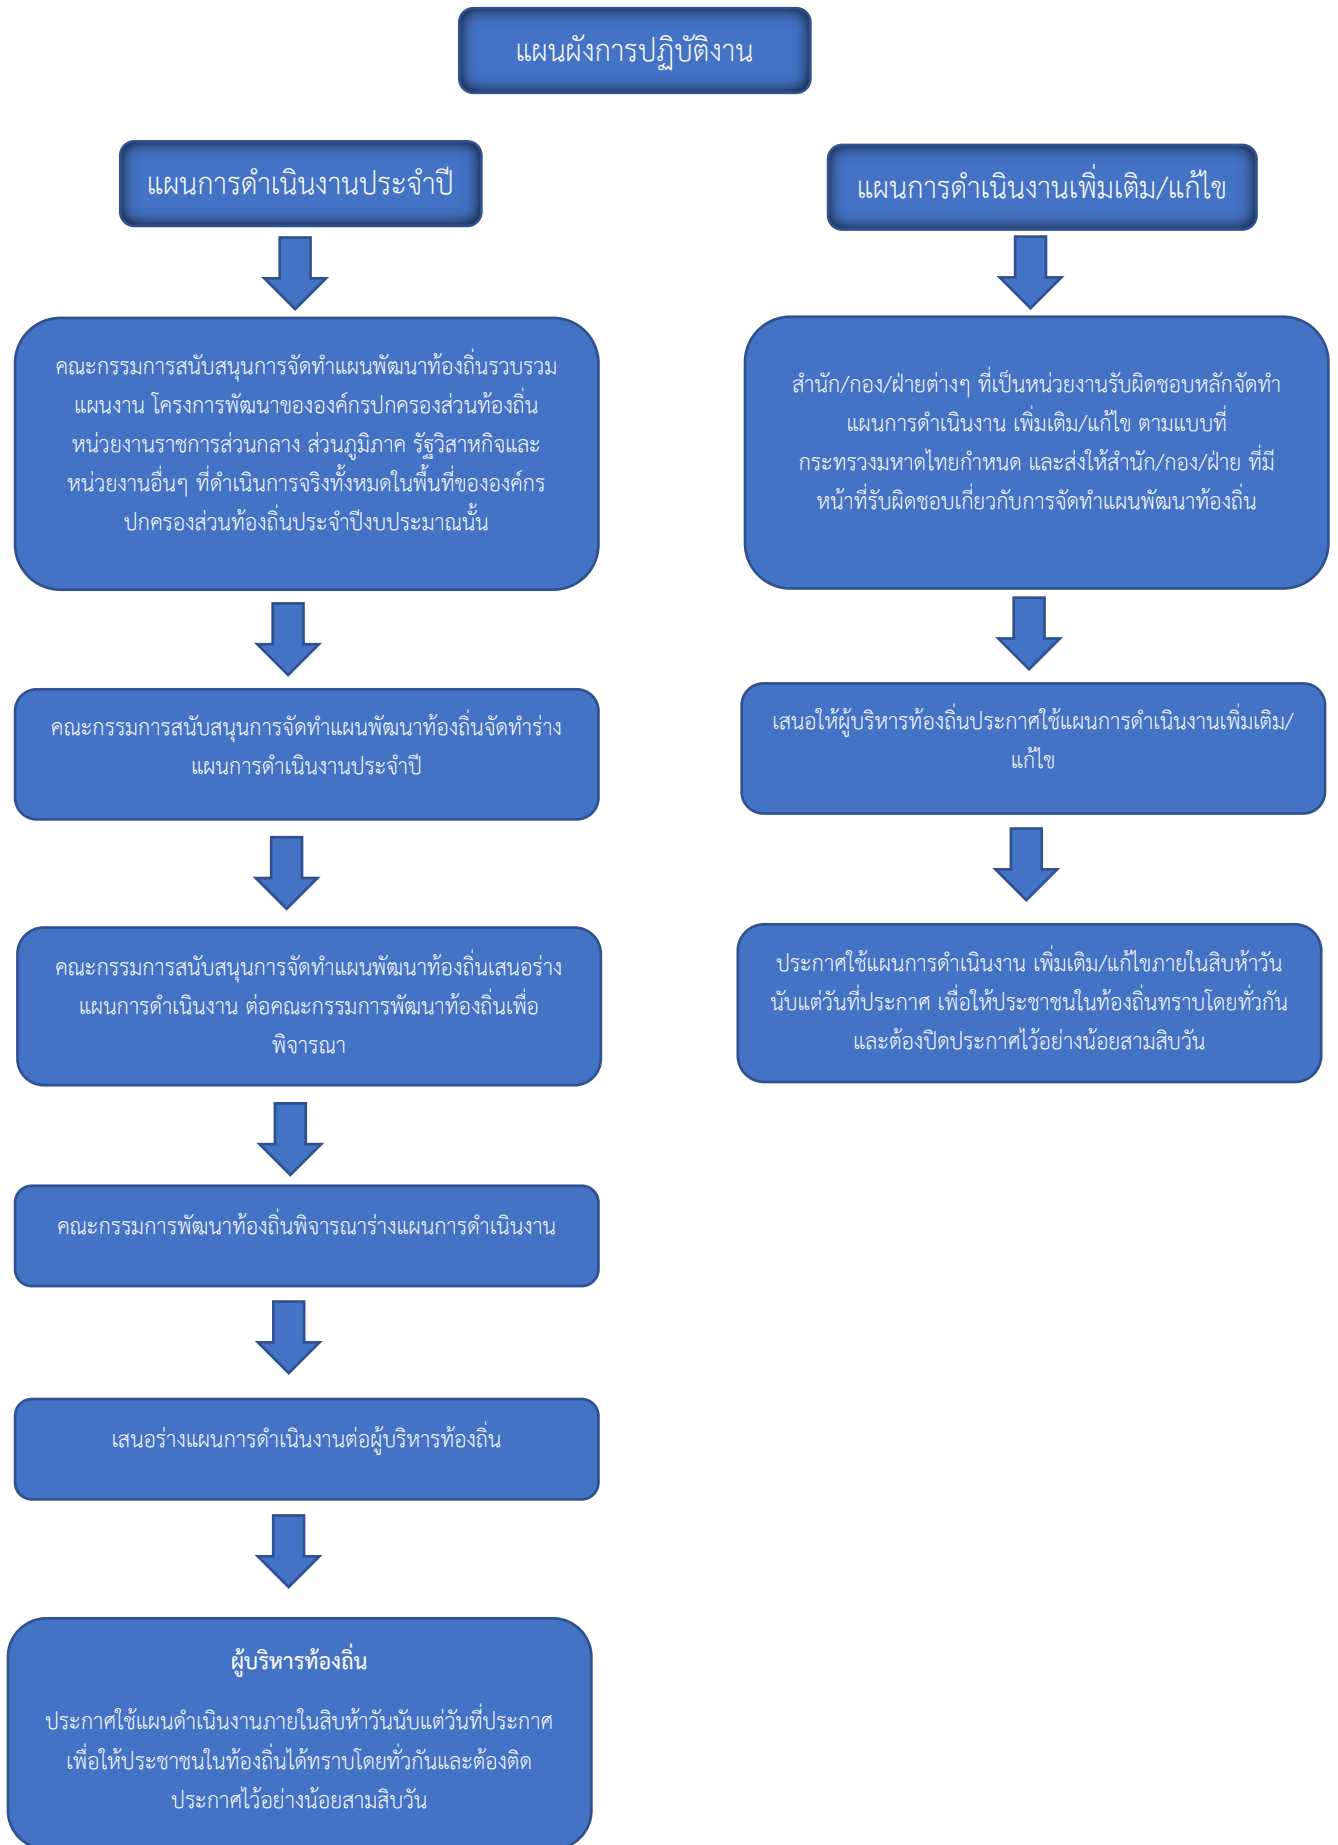 แผนผังการปฏิบัติงาน
แผนการดำเนินงานประจำปี
คณะกรรมการสนับสนุนการจัดทำแผนพัฒนาท้องถิ่นรวบรวม
แผนงาน โครงการพัฒนาขององค์กรปกครองส่วนท้องถิ่น
หน่วยงานราชการส่วนกลาง ส่วนภูมิภาค รัฐวิสาหกิจและ
หน่วยงานอื่นๆ ที่ดำเนินการจริงทั้งหมดในพื้นที่ขององค์กร
ปกครองส่วนท้องถิ่นประจำปีงบประมาณนั้น
คณะกรรมการสนับสนุนการจัดทำแผนพัฒนาท้องถิ่นจัดทำร่าง
แผนการดำเนินงานประจำปี
คณะกรรมการสนับสนุนการจัดทำแผนพัฒนาท้องถิ่นเสนอร่าง
แผนการดำเนินงาน ต่อคณะกรรมการพัฒนาท้องถิ่นเพื่อ
พิจารณา
คณะกรรมการพัฒนาท้องถิ่นพิจารณาร่างแผนการดำเนินงาน
เสนอร่างแผนการดำเนินงานต่อผู้บริหารท้องถิ่น
ผู้บริหารท้องถิ่น
ประกาศใช้แผนดำเนินงานภายในสิบห้าวันนับแต่วันที่ประกาศ
เพื่อให้ประชาชนในท้องถิ่นได้ทราบโดยทั่วกันและต้องติด
ประกาศไว้อย่างน้อยสามสิบวัน
แผนการดำเนินงานเพิ่มเติม/แก้ไข
สำนัก/กอง/ฝ่ายต่างๆ ที่เป็นหน่วยงานรับผิดชอบหลักจัดทำ
แผนการดำเนินงาน เพิ่มเติม/แก้ไข ตามแบบที่
กระทรวงมหาดไทยกำหนด และส่งให้สำนัก/กอง/ฝ่าย ที่มี
หน้าที่รับผิดชอบเกี่ยวกับการจัดทำแผนพัฒนาท้องถิ่น
เสนอให้ผู้บริหารท้องถิ่นประกาศใช้แผนการดำเนินงานเพิ่มเติม/
แก้ไข
ประกาศใช้แผนการดำเนินงาน เพิ่มเติม/แก้ไขภายในสิบห้าวัน
นับแต่วันที่ประกาศ เพื่อให้ประชาชนในท้องถิ่นทราบโดยทั่วกัน
และต้องปิดประกาศไว้อย่างน้อยสามสิบวัน